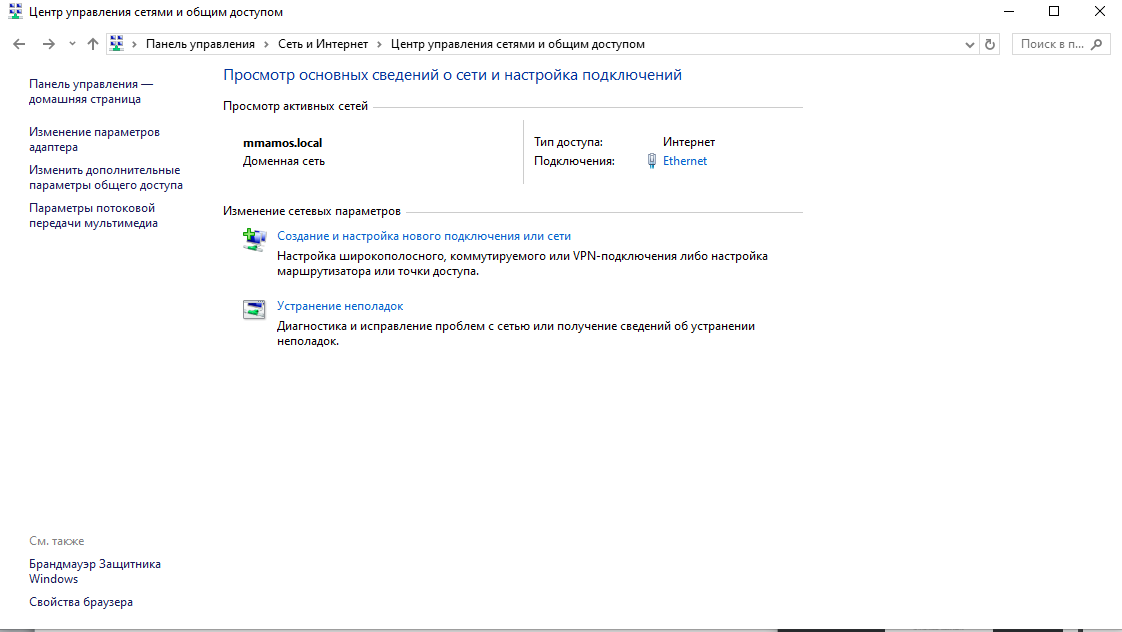 Центр управления сетями и общим доступом
Панель управления
Сеть и Интернет
Центр управления сетями и общим доступом
Поиск в п...
Панель управления —
домашняя страница
Изменение параметров
адаптера
Изменить дополнительные
параметры общего доступа
Параметры потоковой
передачи мультимедиа
Просмотр основных сведений о сети и настройка подключений
Просмотр активных сетей
mmamos.local
Доменная сеть
Тип доступа: Интернет
Подключения: Ethernet
Изменение сетевых параметров
Создание и настройка нового подключения или сети
Настройка широкополосного, коммутируемого или VPN-подключения либо настройка
маршрутизатора или точки доступа.
Устранение неполадок
Диагностика и исправление проблем с сетью или получение сведений об устранении
неполадок.
См. также
Брандмауэр Защитника
Windows
Свойства браузера